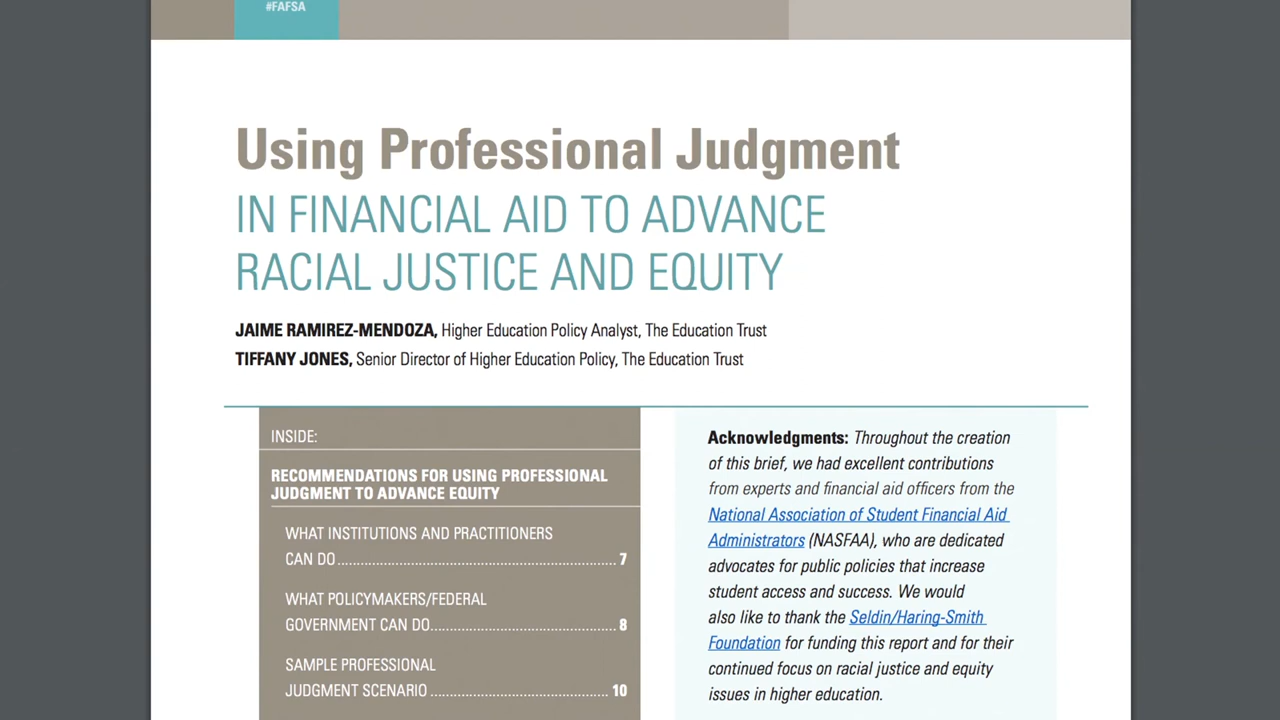 #FAFSA
Using Professional Judgment
IN FINANCIAL AID TO ADVANCE
RACIAL JUSTICE AND EQUITY
JAIME RAMIREZ-MENDOZA, Higher Education Policy Analyst, The Education Trust
TIFFANY JONES, Senior Director of Higher Education Policy, The Education Trust
INSIDE:
RECOMMENDATIONS FOR USING PROFESSIONAL
JUDGMENT TO ADVANCE EQUITY
WHAT INSTITUTIONS AND PRACTITIONERS
CAN DO....................................................................... 7
WHAT POLICYMAKERS/FEDERAL
GOVERNMENT CAN DO................................................ 8
SAMPLE PROFESSIONAL
JUDGMENT SCENARIO .............................................. 10
Acknowledgments: Throughout the creation
of this brief, we had excellent contributions
from experts and financial aid officers from the
National Association of Student Financial Aid
Administrators (NASFAA), who are dedicated
advocates for public policies that increase
student access and success. We would
also like to thank the Seldin/Haring-Smith
Foundation for funding this report and for their
continued focus on racial justice and equity
issues in higher education.